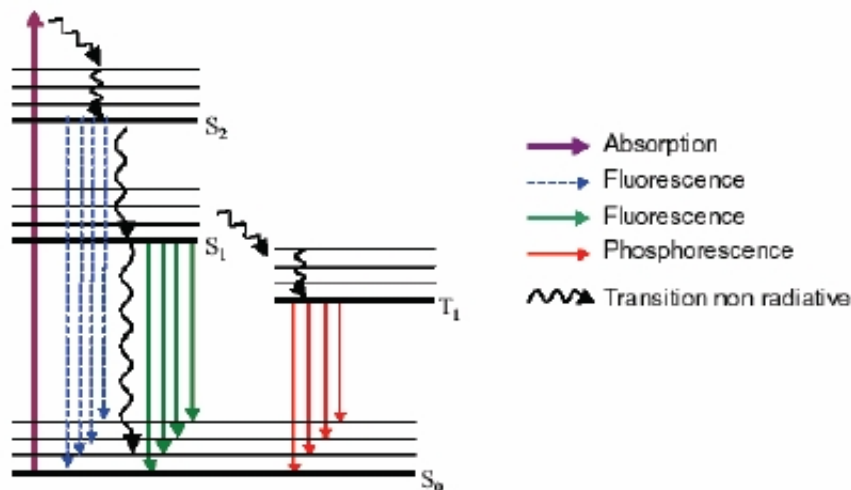 S₂
S₁
T₁
S₀
Absorption
Fluorescence
Fluorescence
Phosphorescence
Transition non radiative